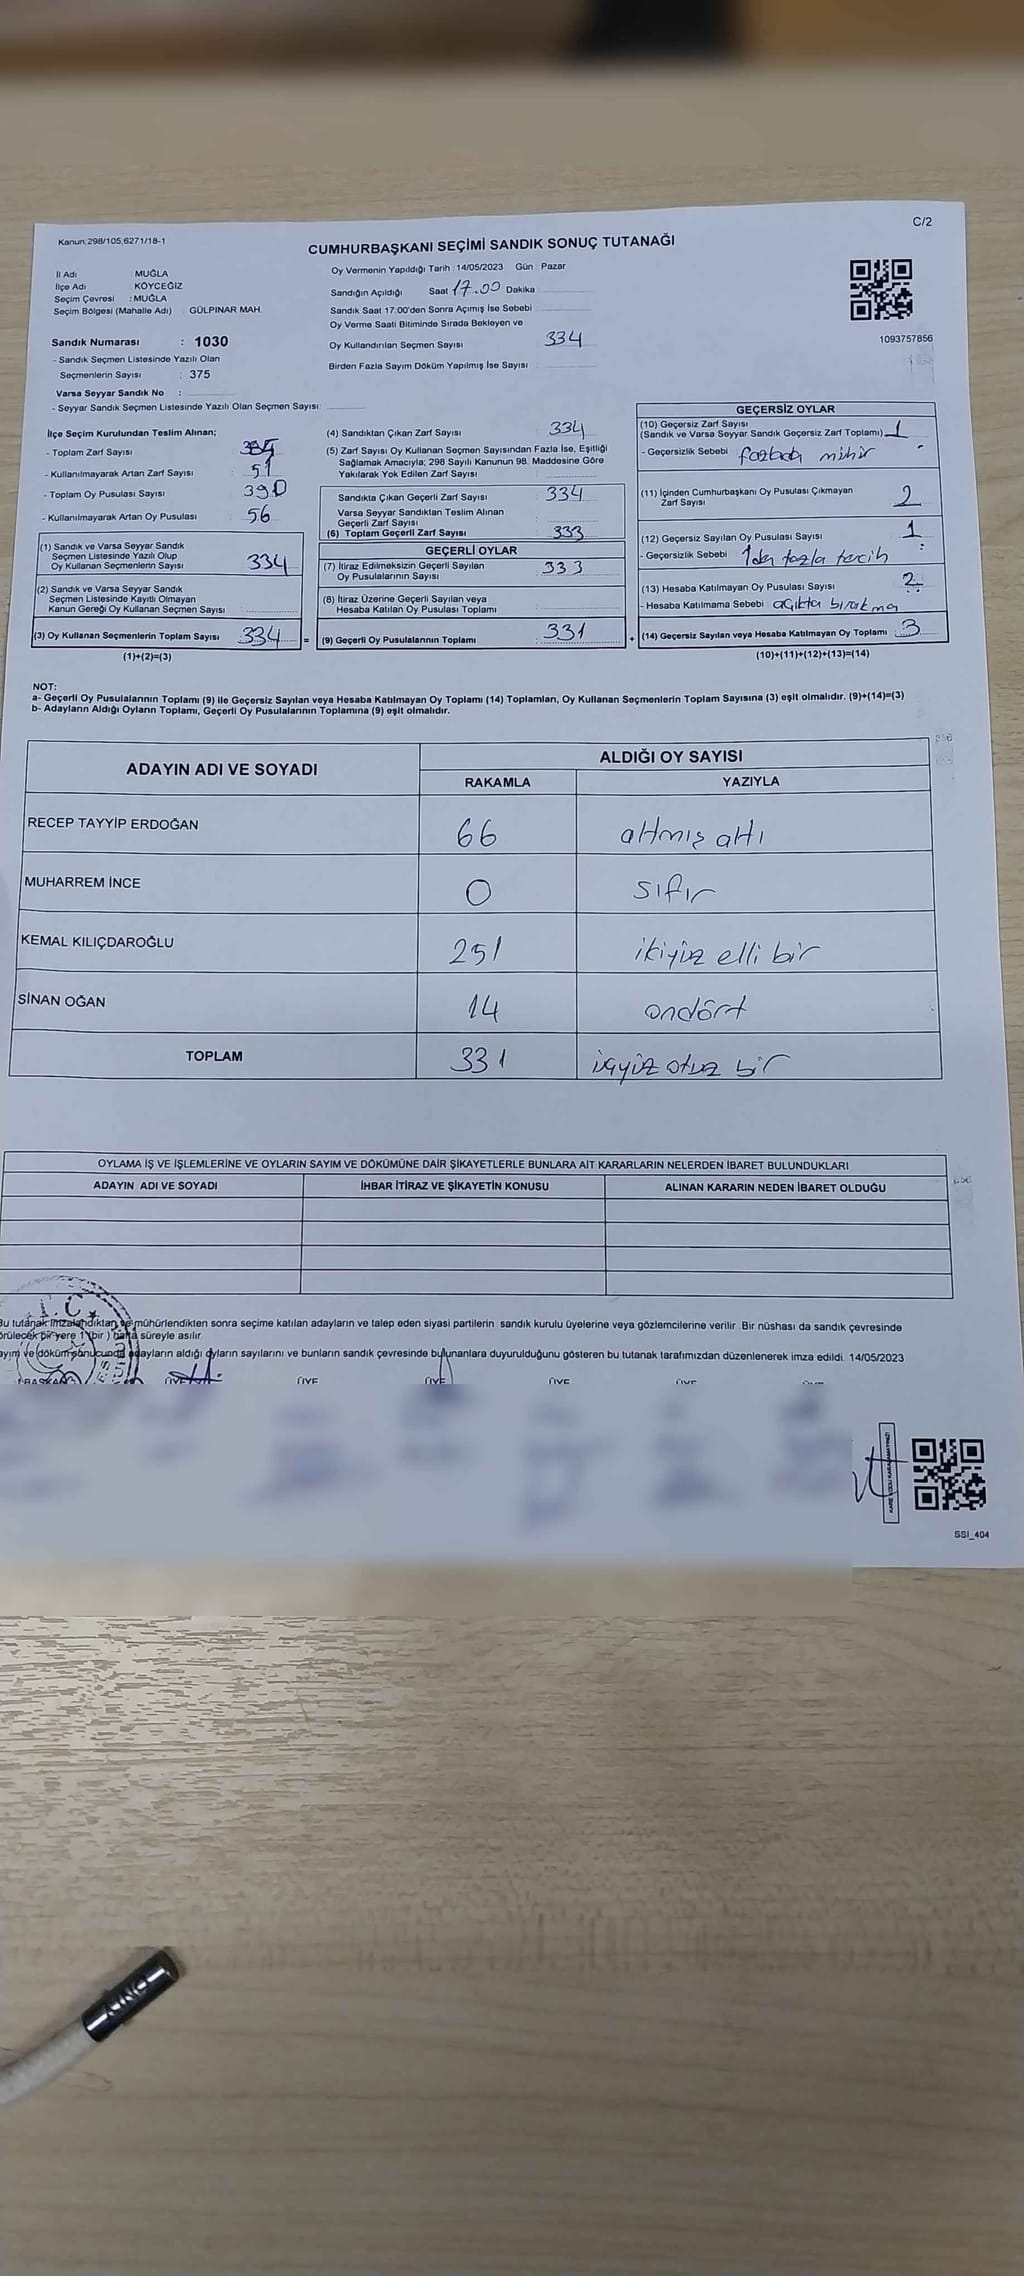 C/2
Kanun;298/105;6271/18-1
CUMHURBAŞKANI SEÇİMİ SANDIK SONUÇ TUTANAĞI
İl Adı MUĞLA
İlçe Adı KÖYCEĞİZ
Seçim Çevresi : MUĞLA
Seçim Bölgesi (Mahalle Adı) GÜLPINAR MAH.
Sandık Numarası : 1030
- Sandık Seçmen Listesinde Yazılı Olan
Seçmenlerin Sayısı : 375
Varsa Seyyar Sandık No :
- Seyyar Sandık Seçmen Listesinde Yazılı Olan Seçmen Sayısı:
Oy Vermenin Yapıldığı Tarih :14/05/2023 Gün Pazar
Sandığın Açıldığı Saat 17.00 Dakika
Sandık Saat 17:00'den Sonra Açımış İse Sebebi
Oy Verme Saati Bitiminde Sırada Bekleyen ve
Oy Kullandırılan Seçmen Sayısı 334
Birden Fazla Sayım Döküm Yapılmış İse Sayısı
1093757856
İlçe Seçim Kurulundan Teslim Alınan;
- Toplam Zarf Sayısı :
- Kullanılmayarak Artan Zarf Sayısı : 51
- Toplam Oy Pusulası Sayısı : 390
- Kullanılmayarak Artan Oy Pusulası : 56
(1) Sandık ve Varsa Seyyar Sandık
Seçmen Listesinde Yazılı Olup
Oy Kullanan Seçmenlerin Sayısı : 334
(2) Sandık ve Varsa Seyyar Sandık
Seçmen Listesinde Kayıtlı Olmayan
Kanun Gereği Oy Kullanan Seçmen Sayısı :
(3) Oy Kullanan Seçmenlerin Toplam Sayısı : 334 =
(1)+(2)=(3)
(4) Sandıktan Çıkan Zarf Sayısı : 334
(5) Zarf Sayısı Oy Kullanan Seçmen Sayısından Fazla İse, Eşitliği
Sağlamak Amacıyla; 298 Sayılı Kanunun 98. Maddesine Göre
Yakılarak Yok Edilen Zarf Sayısı :
Sandıkta Çıkan Geçerli Zarf Sayısı : 334
Varsa Seyyar Sandıktan Teslim Alınan
Geçerli Zarf Sayısı :
(6) Toplam Geçerli Zarf Sayısı : 333
GEÇERLİ OYLAR
(7) İtiraz Edilmeksizin Geçerli Sayılan
Oy Pusulalarının Sayısı : 333
(8) İtiraz Üzerine Geçerli Sayılan veya
Hesaba Katılan Oy Pusulası Toplamı :
(9) Geçerli Oy Pusulalarının Toplamı : 331 +
GEÇERSİZ OYLAR
(10) Geçersiz Zarf Sayısı
(Sandık ve Varsa Seyyar Sandık Geçersiz Zarf Toplamı) 1
- Geçersizlik Sebebi
(11) İçinden Cumhurbaşkanı Oy Pusulası Çıkmayan
Zarf Sayısı 2
(12) Geçersiz Sayılan Oy Pusulası Sayısı : 1
- Geçersizlik Sebebi 1den fazla tercih
(13) Hesaba Katılmayan Oy Pusulası Sayısı : 2
- Hesaba Katılmama Sebebi açıkta bırakma
(14) Geçersiz Sayılan veya Hesaba Katılmayan Oy Toplamı : 3
(10)+(11)+(12)+(13)=(14)
NOT:
a- Geçerli Oy Pusulalarının Toplamı (9) ile Geçersiz Sayılan veya Hesaba Katılmayan Oy Toplamı (14) Toplamları, Oy Kullanan Seçmenlerin Toplam Sayısına (3) eşit olmalıdır. (9)+(14)=(3)
b- Adayların Aldığı Oyların Toplamı, Geçerli Oy Pusulalarının Toplamına (9) eşit olmalıdır.
ADAYIN ADI VE SOYADI ALDIĞI OY SAYISI
RAKAMLA YAZIYLA
RECEP TAYYİP ERDOĞAN 66 altmış altı
MUHARREM İNCE 0 sıfır
KEMAL KILIÇDAROĞLU 251 ikiyüz elli bir
SİNAN OĞAN 14 ondört
TOPLAM 331 üçyüz otuz bir
OYLAMA İŞ VE İŞLEMLERİNE VE OYLARIN SAYIM VE DÖKÜMÜNE DAİR ŞİKAYETLERLE BUNLARA AİT KARARLARIN NELERDEN İBARET BULUNDUKLARI
ADAYIN ADI VE SOYADI İHBAR İTİRAZ VE ŞİKAYETİN KONUSU ALINAN KARARIN NEDEN İBARET OLDUĞU
T.C.
Bu tutanak imzalandıktan ve mühürlendikten sonra seçime katılan adayların ve talep eden siyasi partilerin sandık kurulu üyelerine veya gözlemcilerine verilir. Bir nüshası da sandık çevresinde
örülecek bir yere 1 (bir ) hafta süreyle asılır.
ayım ve döküm sonucunda adayların aldığı oyların sayılarını ve bunların sandık çevresinde bulunanlara duyurulduğunu gösteren bu tutanak tarafımızdan düzenlenerek imza edildi. 14/05/2023
BAŞKAN ÜYE ÜYE ÜYE ÜYE ÜYE
SSI_404